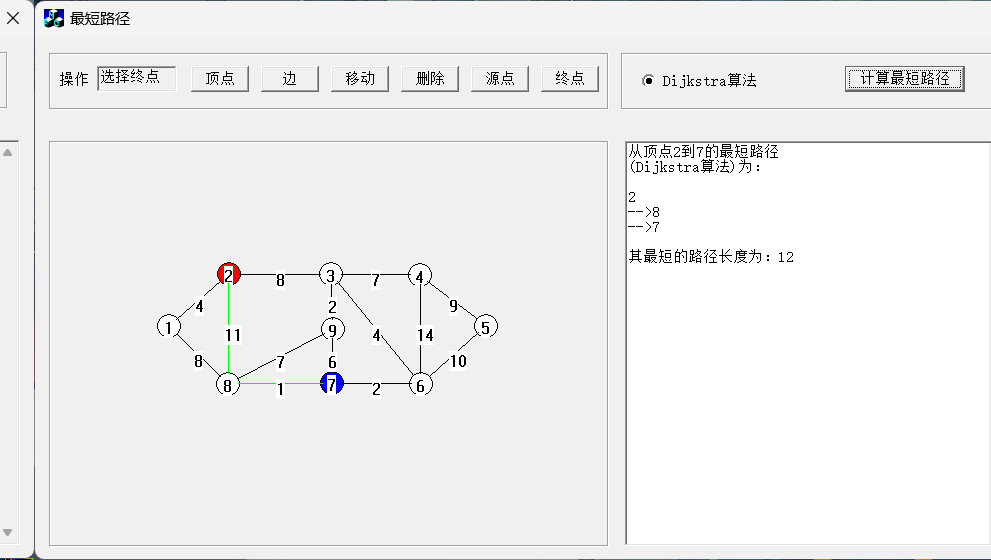 最短路径
操作 选择终点 顶点 边 移动 删除 源点 终点
Dijkstra算法 计算最短路径
从顶点2到7的最短路径
(Dijkstra算法)为:
2
-->8
-->7
其最短的路径长度为: 12
2 8 3 7 4
4 2 9
1 11 9 4 14 5
8 7 6 10
8 1 7 2 6